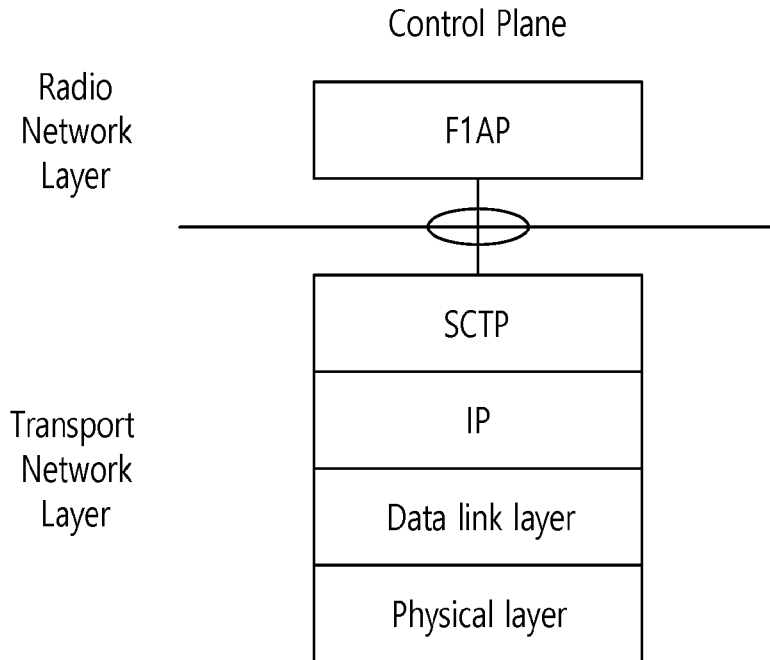 Control Plane
Radio
Network
Layer
F1AP
SCTP
IP
Transport
Network
Layer
Data link layer
Physical layer